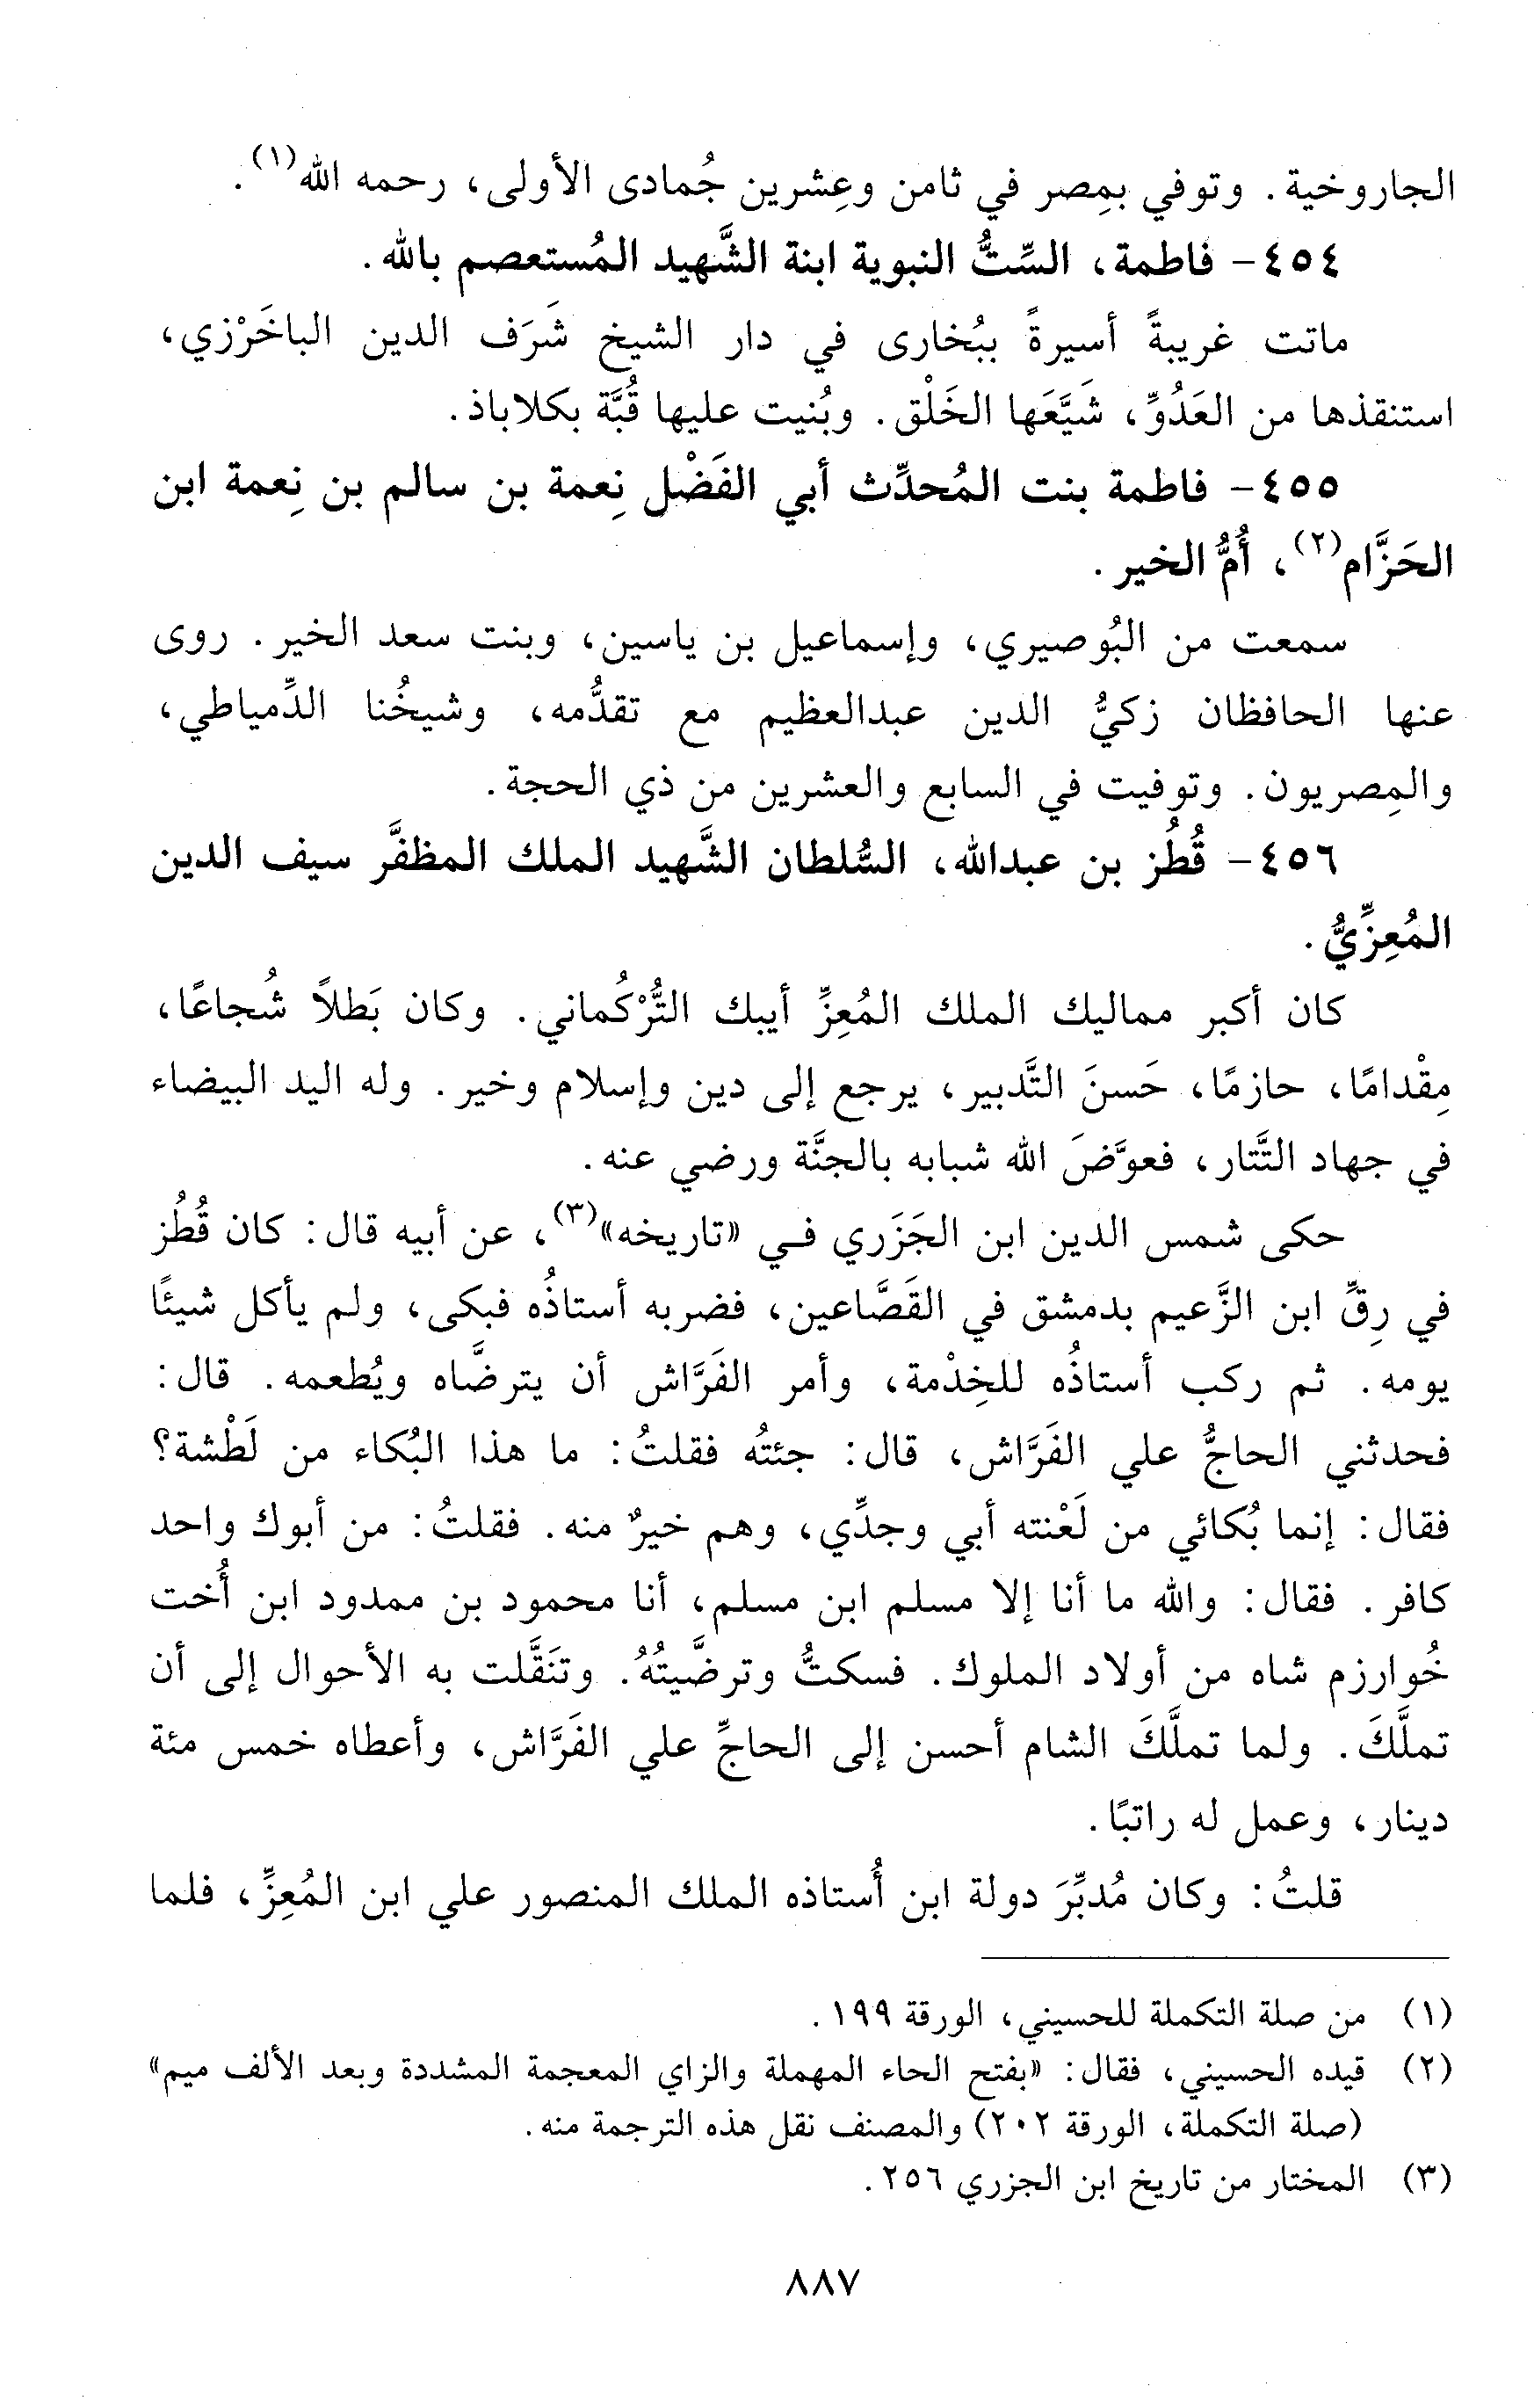 الجاروخية. وتوفي بمِصر في ثامن وعِشرين جُمادى الأولى، رحمه الله(١).
٤٥٤- فاطمة، السِّتُّ النبوية ابنة الشَّهيد المُستعصم بالله.
ماتت غريبةً أسيرةً ببُخارى في دار الشيخ شَرَف الدين الباخَرْزي،
استنقذها من العَدُوِّ، شَيَّعَها الخَلْق. وبُنيت عليها قُبَّة بكلاباذ.
٤٥٥- فاطمة بنت المُحدِّث أبي الفَضْل نِعمة بن سالم بن نِعمة ابن
الحَزَّام(٢)، أُمُّ الخير.
سمعت من البُوصيري، وإسماعيل بن ياسين، وبنت سعد الخير. روى
عنها الحافظان زكيُّ الدين عبدالعظيم مع تقدُّمه، وشيخُنا الدِّمياطي،
والمِصريون. وتوفيت في السابع والعشرين من ذي الحجة.
٤٥٦- قُطُز بن عبدالله، السُّلطان الشَّهيد الملك المظفَّر سيف الدين
المُعِزِّيُّ.
كان أكبر مماليك الملك المُعِزِّ أيبك التُّرْكُماني. وكان بَطلاً شُجاعًا،
مِقْدامًا، حازمًا، حَسنَ التَّدبير، يرجع إلى دين وإسلام وخير. وله اليد البيضاء
في جهاد التَّتار، فعوَّضَ الله شبابه بالجنَّة ورضي عنه.
حكى شمس الدين ابن الجَزَري في «تاريخه»(٣)، عن أبيه قال: كان قُطُز
في رِقِّ ابن الزَّعيم بدمشق في القَصَّاعين، فضربه أستاذُه فبكى، ولم يأكل شيئًا
يومه. ثم ركب أستاذُه للخِدْمة، وأمر الفَرَّاش أن يترضَّاه ويُطعمه. قال:
فحدثني الحاجُّ علي الفَرَّاش، قال: جئتُه فقلتُ: ما هذا البُكاء من لَطْشة؟
فقال: إنما بُكائي من لَعْنته أبي وجدِّي، وهم خيرٌ منه. فقلتُ: من أبوك واحد
كافر. فقال: والله ما أنا إلا مسلم ابن مسلم، أنا محمود بن ممدود ابن أُخت
خُوارزم شاه من أولاد الملوك. فسكتُّ وترضَّيتُهُ. وتنَقَّلت به الأحوال إلى أن
تملَّكَ. ولما تملَّكَ الشام أحسن إلى الحاجِّ علي الفَرَّاش، وأعطاه خمس مئة
دينار، وعمل له راتبًا.
قلتُ: وكان مُدبِّرَ دولة ابن أُستاذه الملك المنصور علي ابن المُعِزِّ، فلما
(١) من صلة التكملة للحسيني، الورقة ١٩٩.
(٢) قيده الحسيني، فقال: «بفتح الحاء المهملة والزاي المعجمة المشددة وبعد الألف ميم»
(صلة التكملة، الورقة ٢٠٢) والمصنف نقل هذه الترجمة منه.
(٣) المختار من تاريخ ابن الجزري ٢٥٦.
٨٨٧